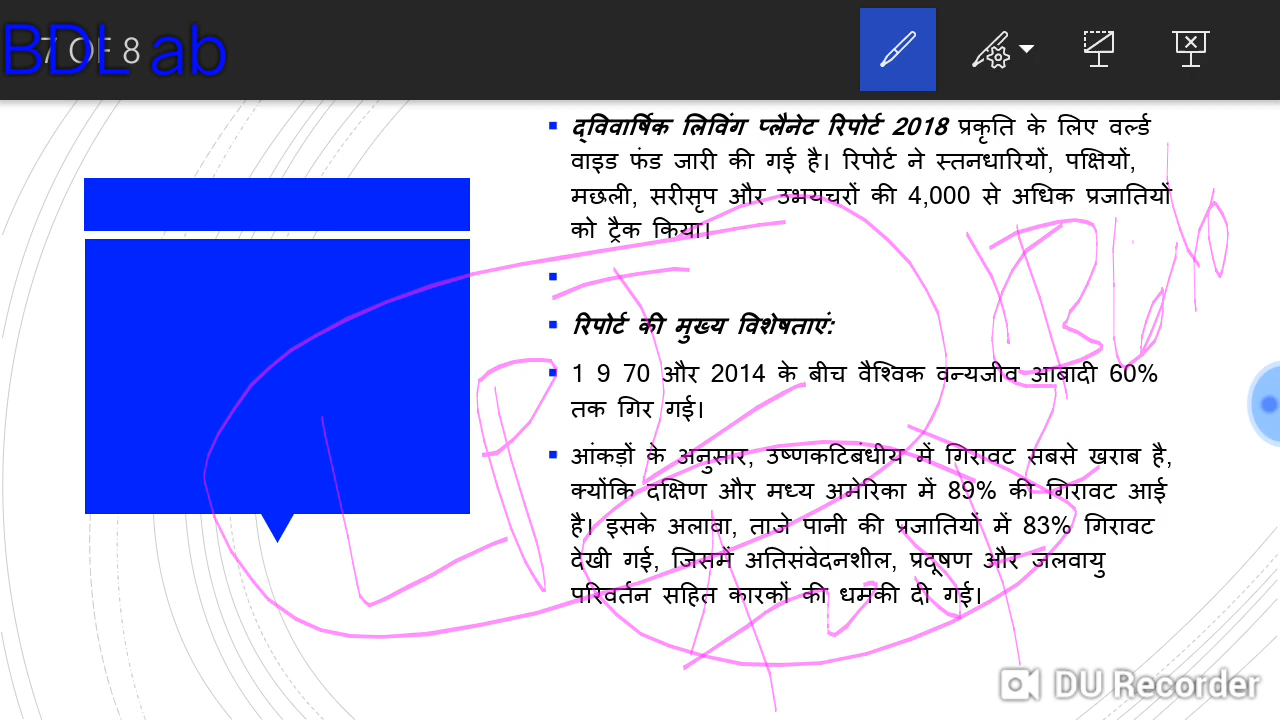 BDL ab
7 OF 8
द्विवार्षिक लिविंग प्लैनेट रिपोर्ट 2018 प्रकृति के लिए वर्ल्ड
वाइड फंड जारी की गई है। रिपोर्ट ने स्तनधारियों, पक्षियों,
मछली, सरीसृप और उभयचरों की 4,000 से अधिक प्रजातियों
को ट्रैक किया।
रिपोर्ट की मुख्य विशेषताएं:
1 9 70 और 2014 के बीच वैश्विक वन्यजीव आबादी 60%
तक गिर गई।
आंकड़ों के अनुसार, उष्णकटिबंधीय में गिरावट सबसे खराब है,
क्योंकि दक्षिण और मध्य अमेरिका में 89% की गिरावट आई
है। इसके अलावा, ताजे पानी की प्रजातियों में 83% गिरावट
देखी गई, जिसमें अतिसंवेदनशील, प्रदूषण और जलवायु
परिवर्तन सहित कारकों की धमकी दी गई।
LPI
DU Recorder